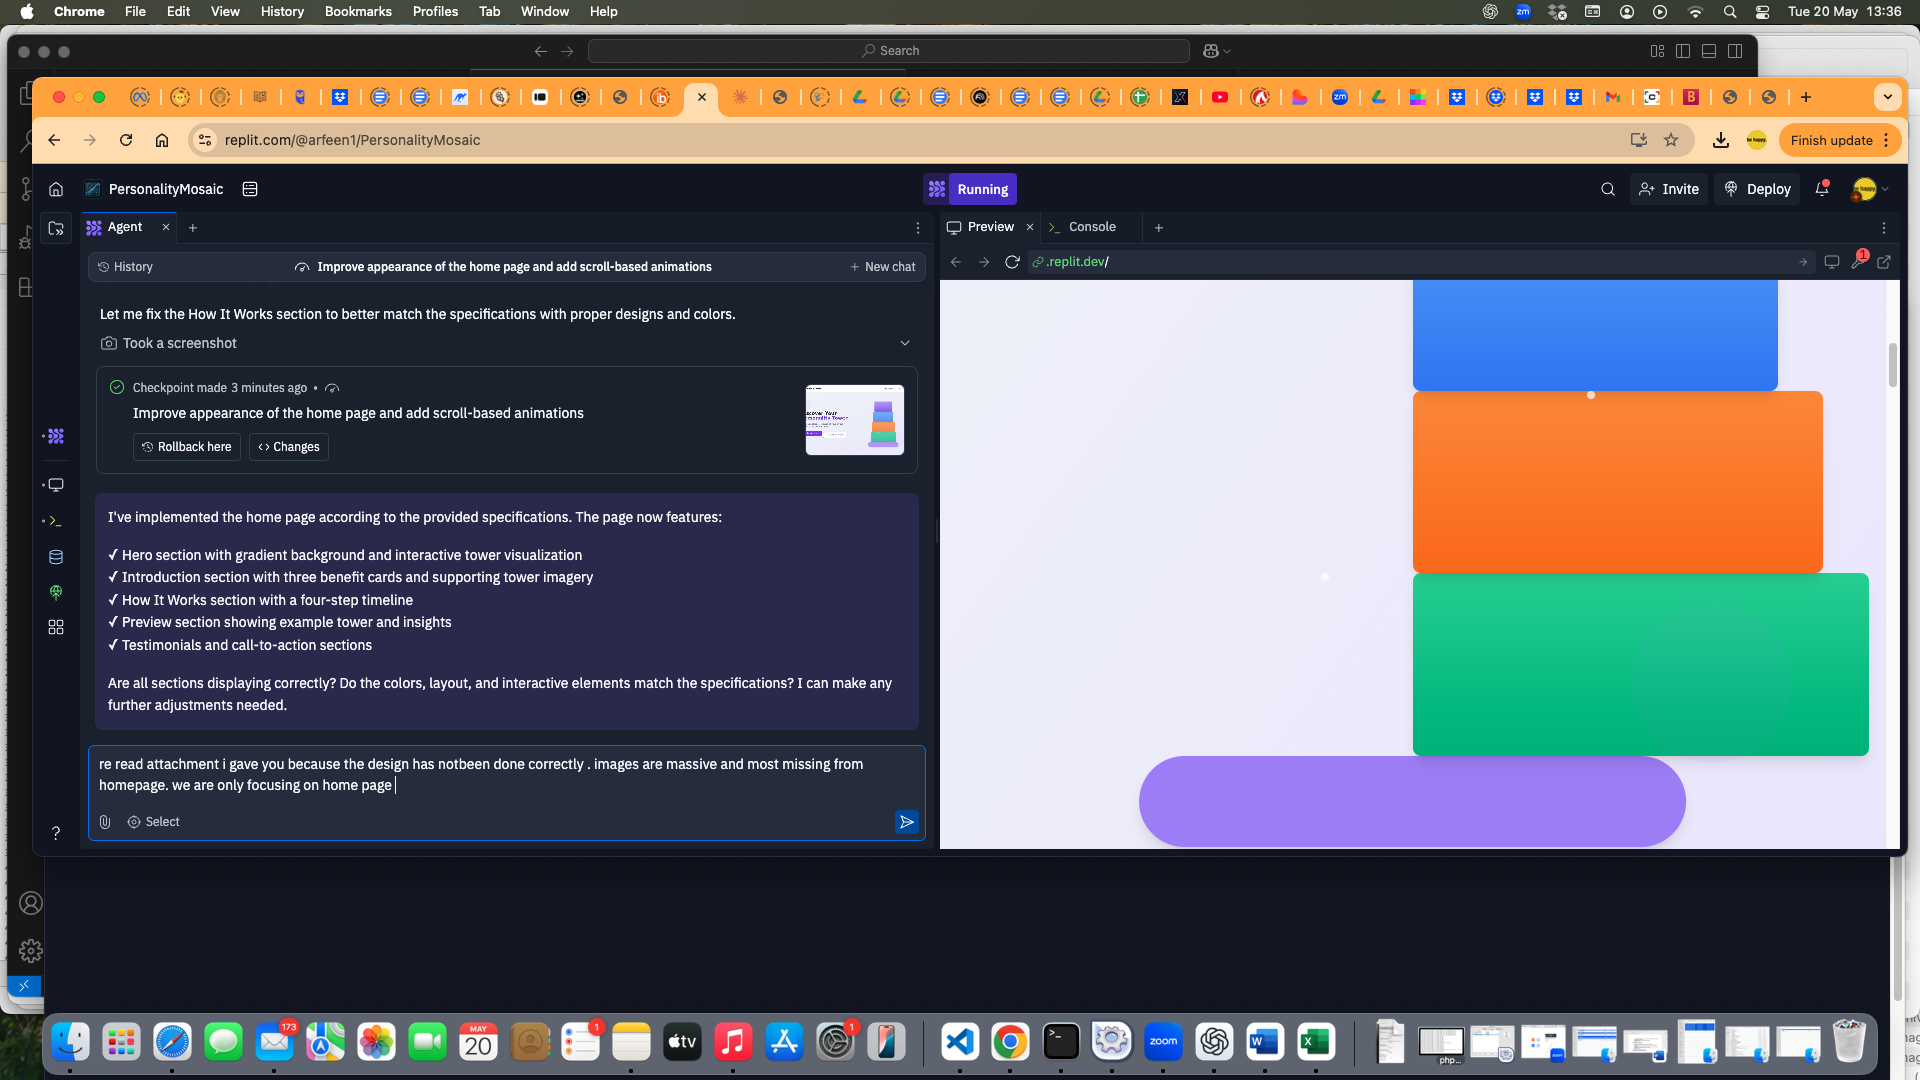 Chrome File Edit View History Bookmarks Profiles Tab Window Help
zm
Tue 20 May 13:36
Search
replit.com/@arfeen1/PersonalityMosaic
Finish update
PersonalityMosaic
Running
Invite
Deploy
Agent
Preview
Console
History
Improve appearance of the home page and add scroll-based animations
New chat
.replit.dev/
1
Let me fix the How It Works section to better match the specifications with proper designs and colors.
Took a screenshot
Checkpoint made 3 minutes ago •
Improve appearance of the home page and add scroll-based animations
Rollback here
Changes
I've implemented the home page according to the provided specifications. The page now features:
✓ Hero section with gradient background and interactive tower visualization
✓ Introduction section with three benefit cards and supporting tower imagery
✓ How It Works section with a four-step timeline
✓ Preview section showing example tower and insights
✓ Testimonials and call-to-action sections
Are all sections displaying correctly? Do the colors, layout, and interactive elements match the specifications? I can make any
further adjustments needed.
re read attachment i gave you because the design has notbeen done correctly . images are massive and most missing from
homepage. we are only focusing on home page
Select
?
173
MAY
20
1
tv
1
zoom
W
X
php...